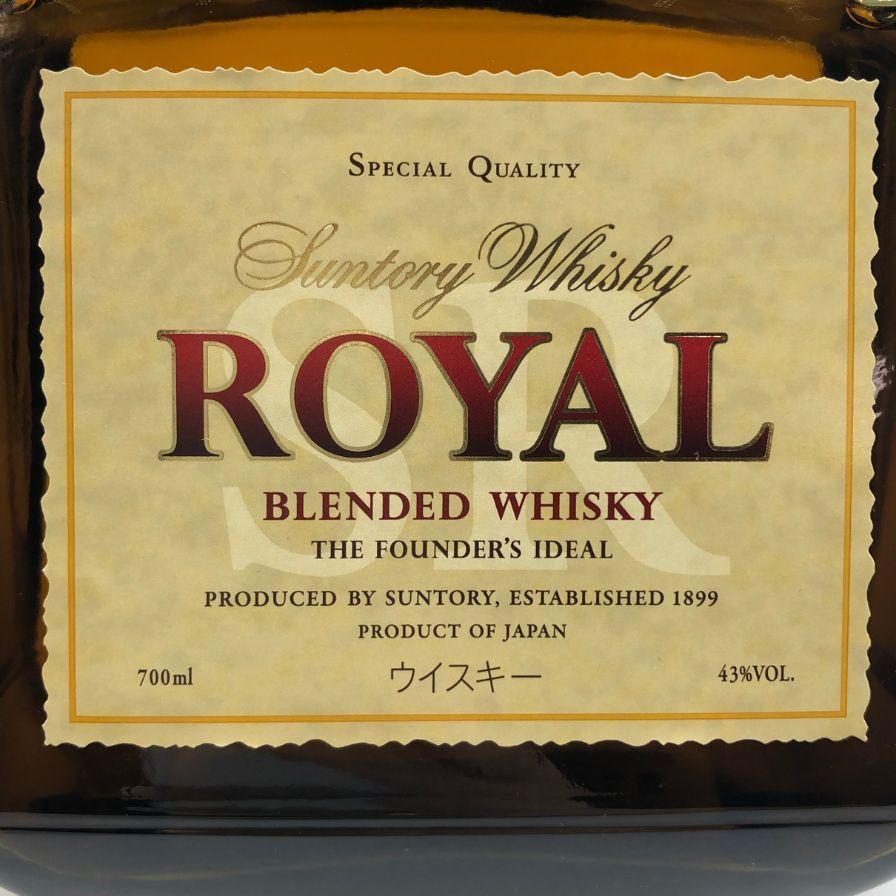 SPECIAL QUALITY
Suntory Whisky
SR
ROYAL
BLENDED WHISKY
THE FOUNDER'S IDEAL
PRODUCED BY SUNTORY, ESTABLISHED 1899
PRODUCT OF JAPAN
700ml ウイスキー 43%VOL.